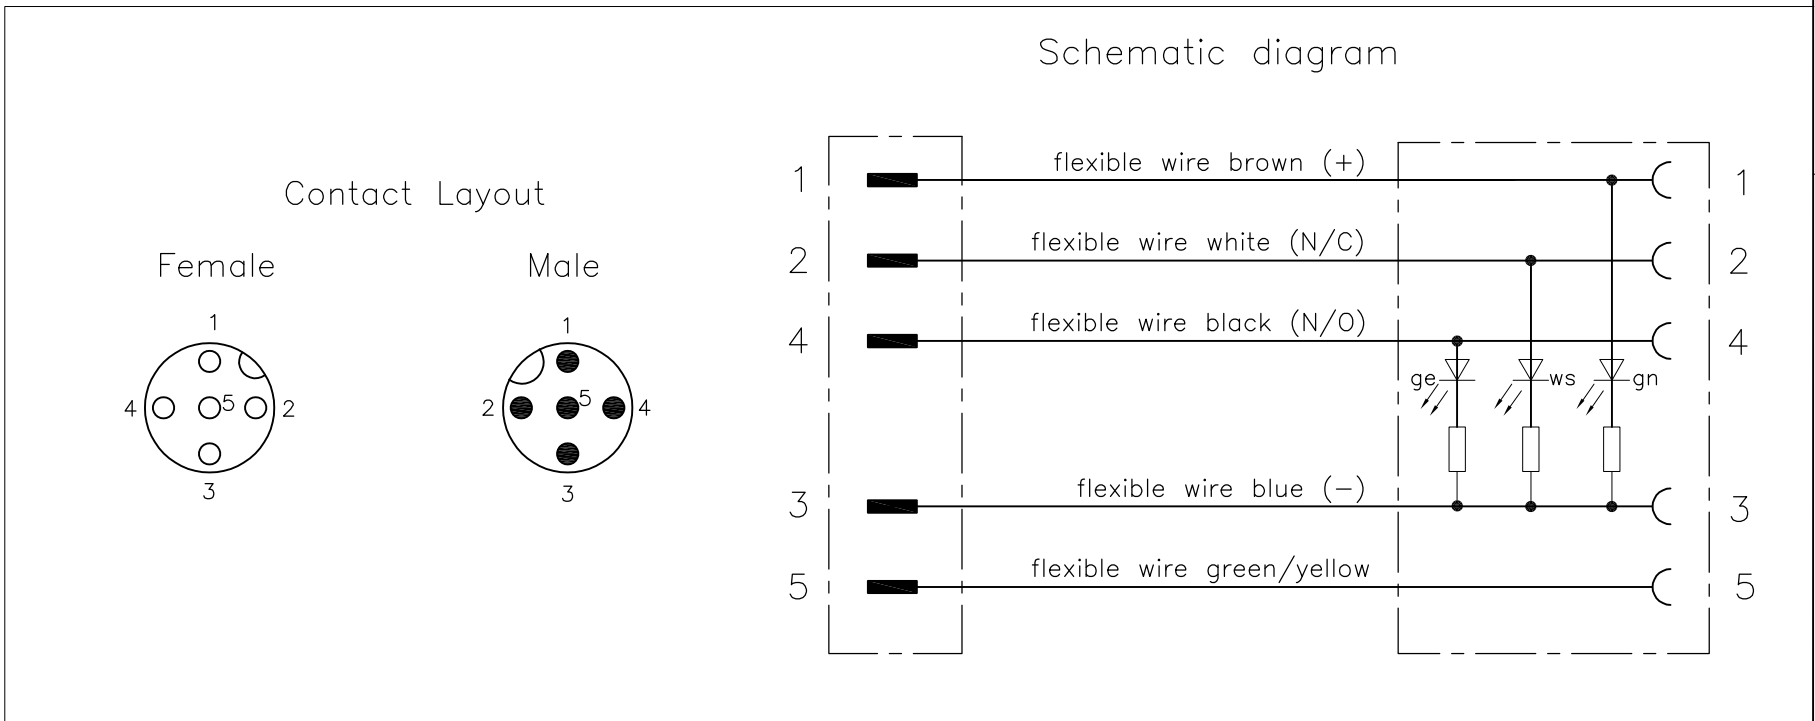 Schematic diagram
Contact Layout
Female
Male
1
4
5
2
3
1
2
5
4
3
1
flexible wire brown (+)
1
2
flexible wire white (N/C)
2
4
flexible wire black (N/O)
4
ge
ws
gn
3
flexible wire blue (-)
3
5
flexible wire green/yellow
5